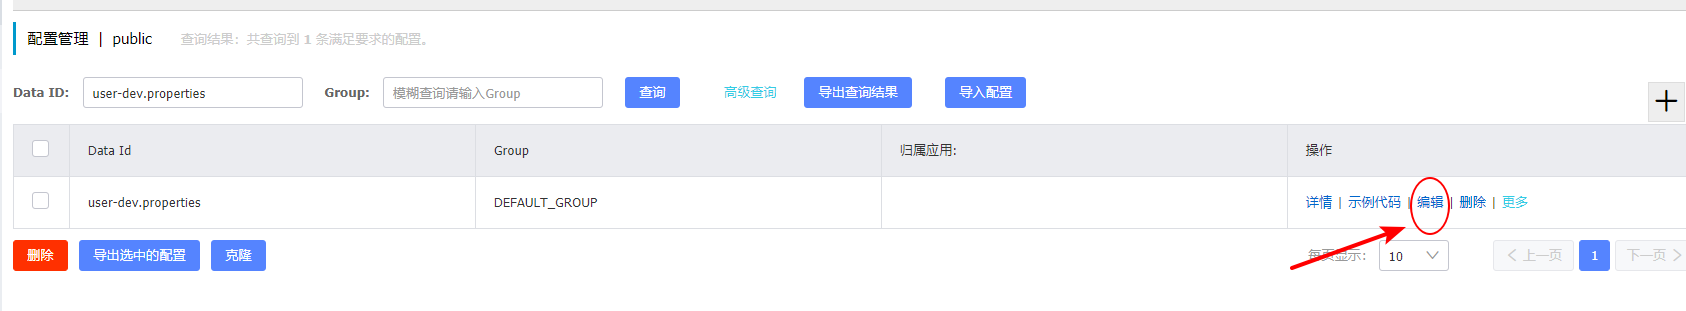 配置管理 | public 查询结果：共查询到 1 条满足要求的配置。
Data ID: user-dev.properties Group: 模糊查询请输入Group 查询 高级查询 导出查询结果 导入配置
Data Id Group 归属应用: 操作
user-dev.properties DEFAULT_GROUP 详情 | 示例代码 | 编辑 | 删除 | 更多
删除 导出选中的配置 克隆 每页显示: 10 < 上一页 1 下一页 >